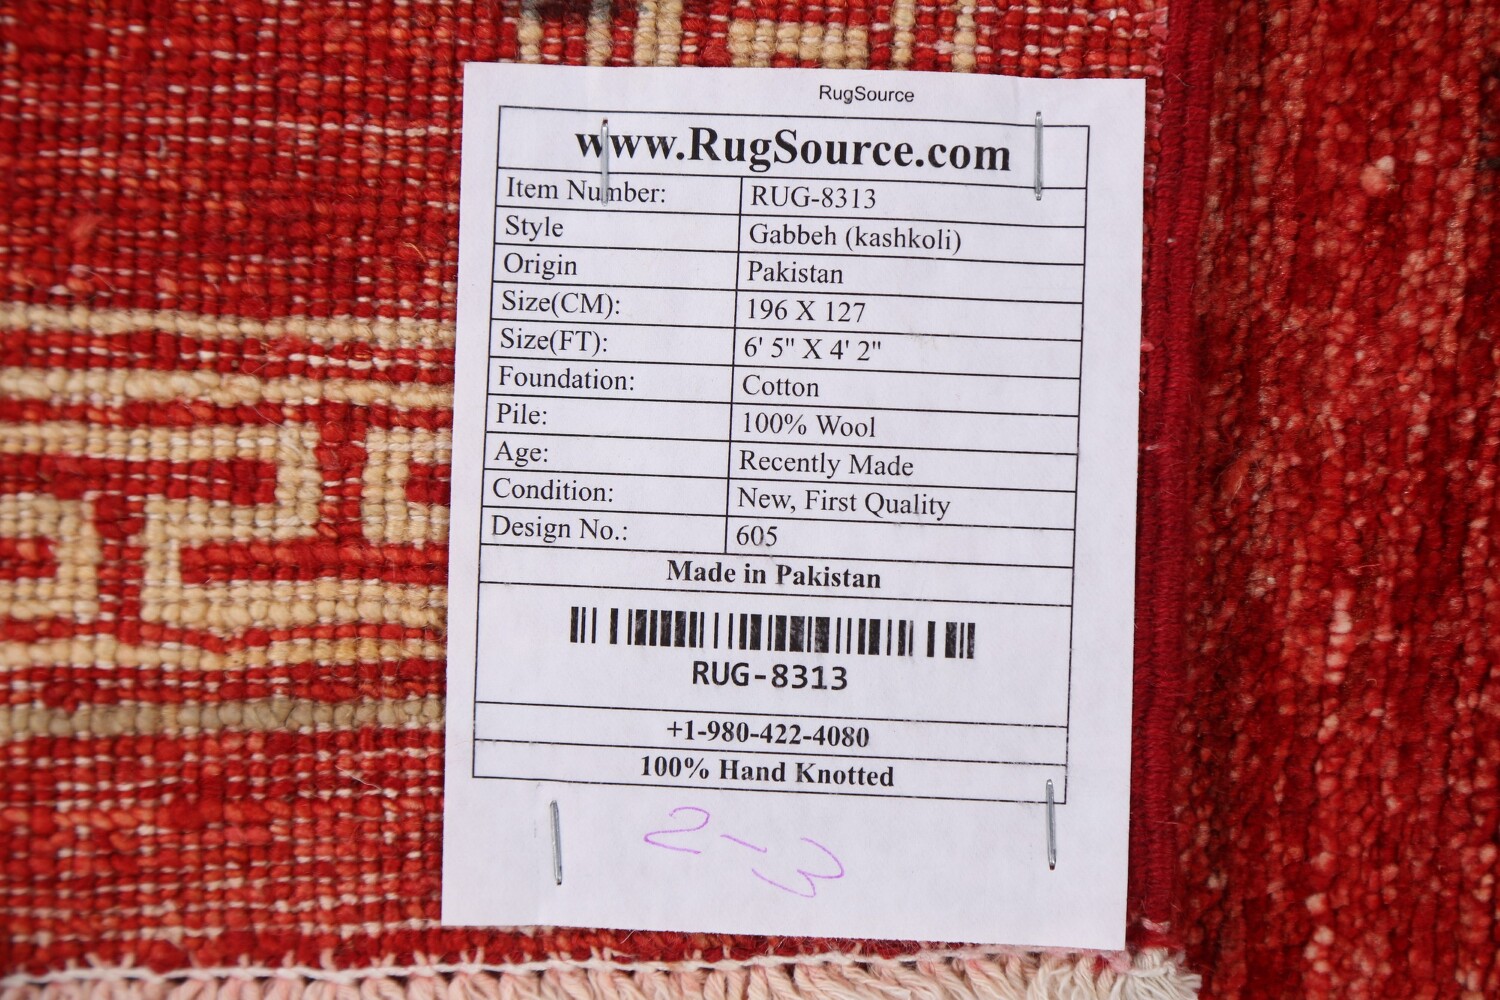 RugSource
www.RugSource.com
Item Number: RUG-8313
Style Gabbeh (kashkoli)
Origin Pakistan
Size(CM): 196 X 127
Size(FT): 6' 5" X 4' 2"
Foundation: Cotton
Pile: 100% Wool
Age: Recently Made
Condition: New, First Quality
Design No.: 605
Made in Pakistan
RUG-8313
+1-980-422-4080
100% Hand Knotted
2-3